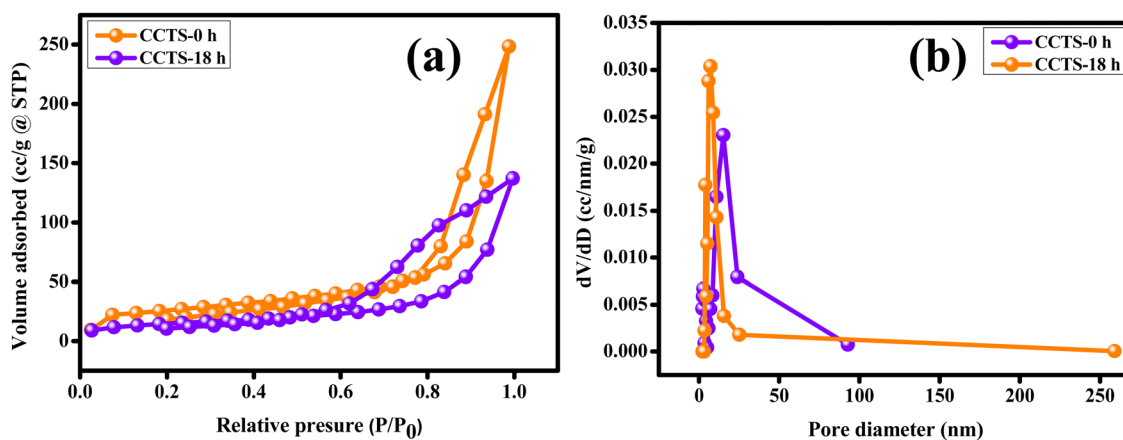 (a)
CCTS-0 h
CCTS-18 h
Volume adsorbed (cc/g @ STP)
250
200
150
100
50
0
0.0 0.2 0.4 0.6 0.8 1.0
Relative presure (P/P0)
(b)
CCTS-0 h
CCTS-18 h
dV/dD (cc/nm/g)
0.035
0.030
0.025
0.020
0.015
0.010
0.005
0.000
0 50 100 150 200 250
Pore diameter (nm)